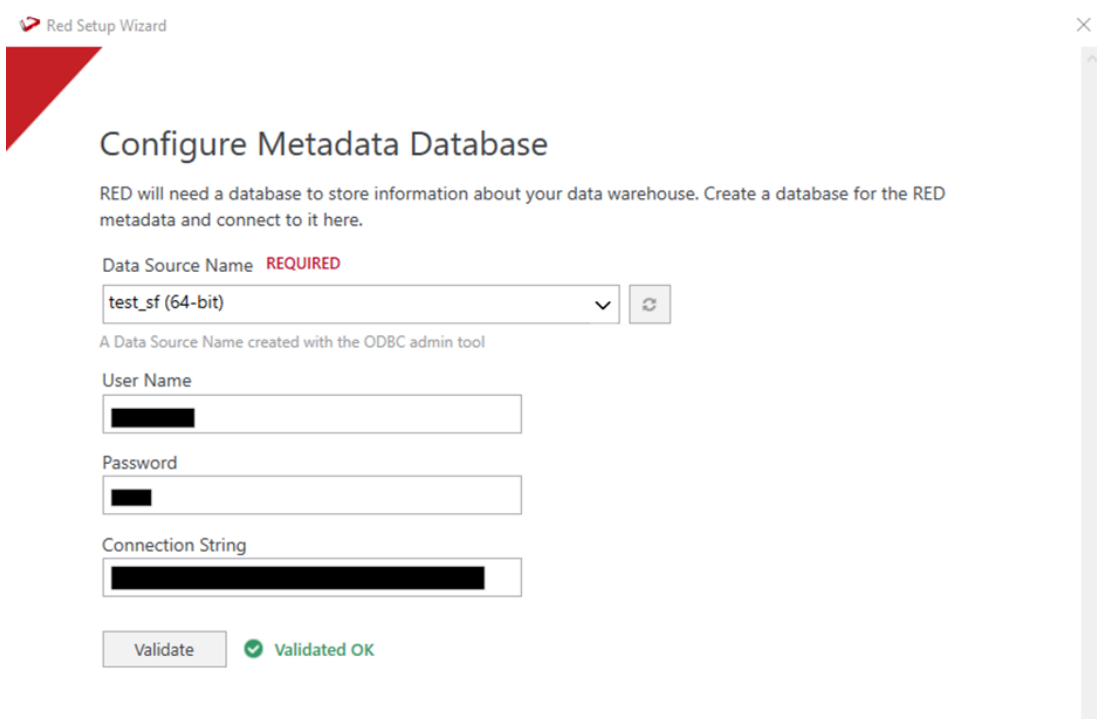 Red Setup Wizard
Configure Metadata Database
RED will need a database to store information about your data warehouse. Create a database for the RED
metadata and connect to it here.
Data Source Name REQUIRED
test_sf (64-bit)
A Data Source Name created with the ODBC admin tool
User Name
Password
Connection String
Validate Validated OK